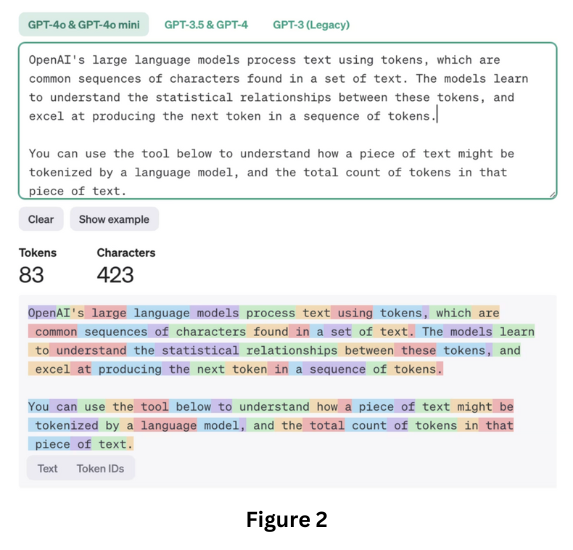 GPT-4o & GPT-4o mini GPT-3.5 & GPT-4 GPT-3 (Legacy)
OpenAI's large language models process text using tokens, which are
common sequences of characters found in a set of text. The models learn
to understand the statistical relationships between these tokens, and
excel at producing the next token in a sequence of tokens.
You can use the tool below to understand how a piece of text might be
tokenized by a language model, and the total count of tokens in that
piece of text.
Clear Show example
Tokens Characters
83 423
OpenAI's large language models process text using tokens, which are
common sequences of characters found in a set of text. The models learn
to understand the statistical relationships between these tokens, and
excel at producing the next token in a sequence of tokens.
You can use the tool below to understand how a piece of text might be
tokenized by a language model, and the total count of tokens in that
piece of text.
Text Token IDs
Figure 2